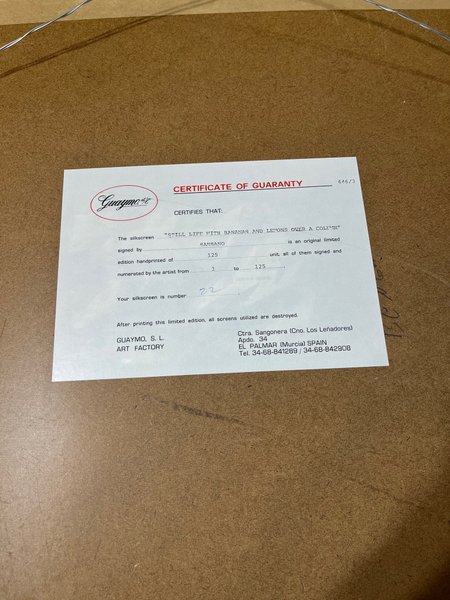 Guaymo S.L.
CERTIFICATE OF GUARANTY
646/3
CERTIFIES THAT:
The silkscreen "STILL LIFE WITH BANANAS AND LEMONS OVER A
signed by is an original limited
edition handprinted of 125 unit, all of them signed and
numerated by the artist from 1 to 125 .
Your silkscreen is number 22
After printing this limited edition, all screens utilized are destroyed.
GUAYMO, S. L.
ART FACTORY
Ctra. Sangonera (Cno. Los Leñadores)
Apdo. 34
EL PALMAR (Murcia) SPAIN
Tel. 34-68-841289 / 34-68-842908